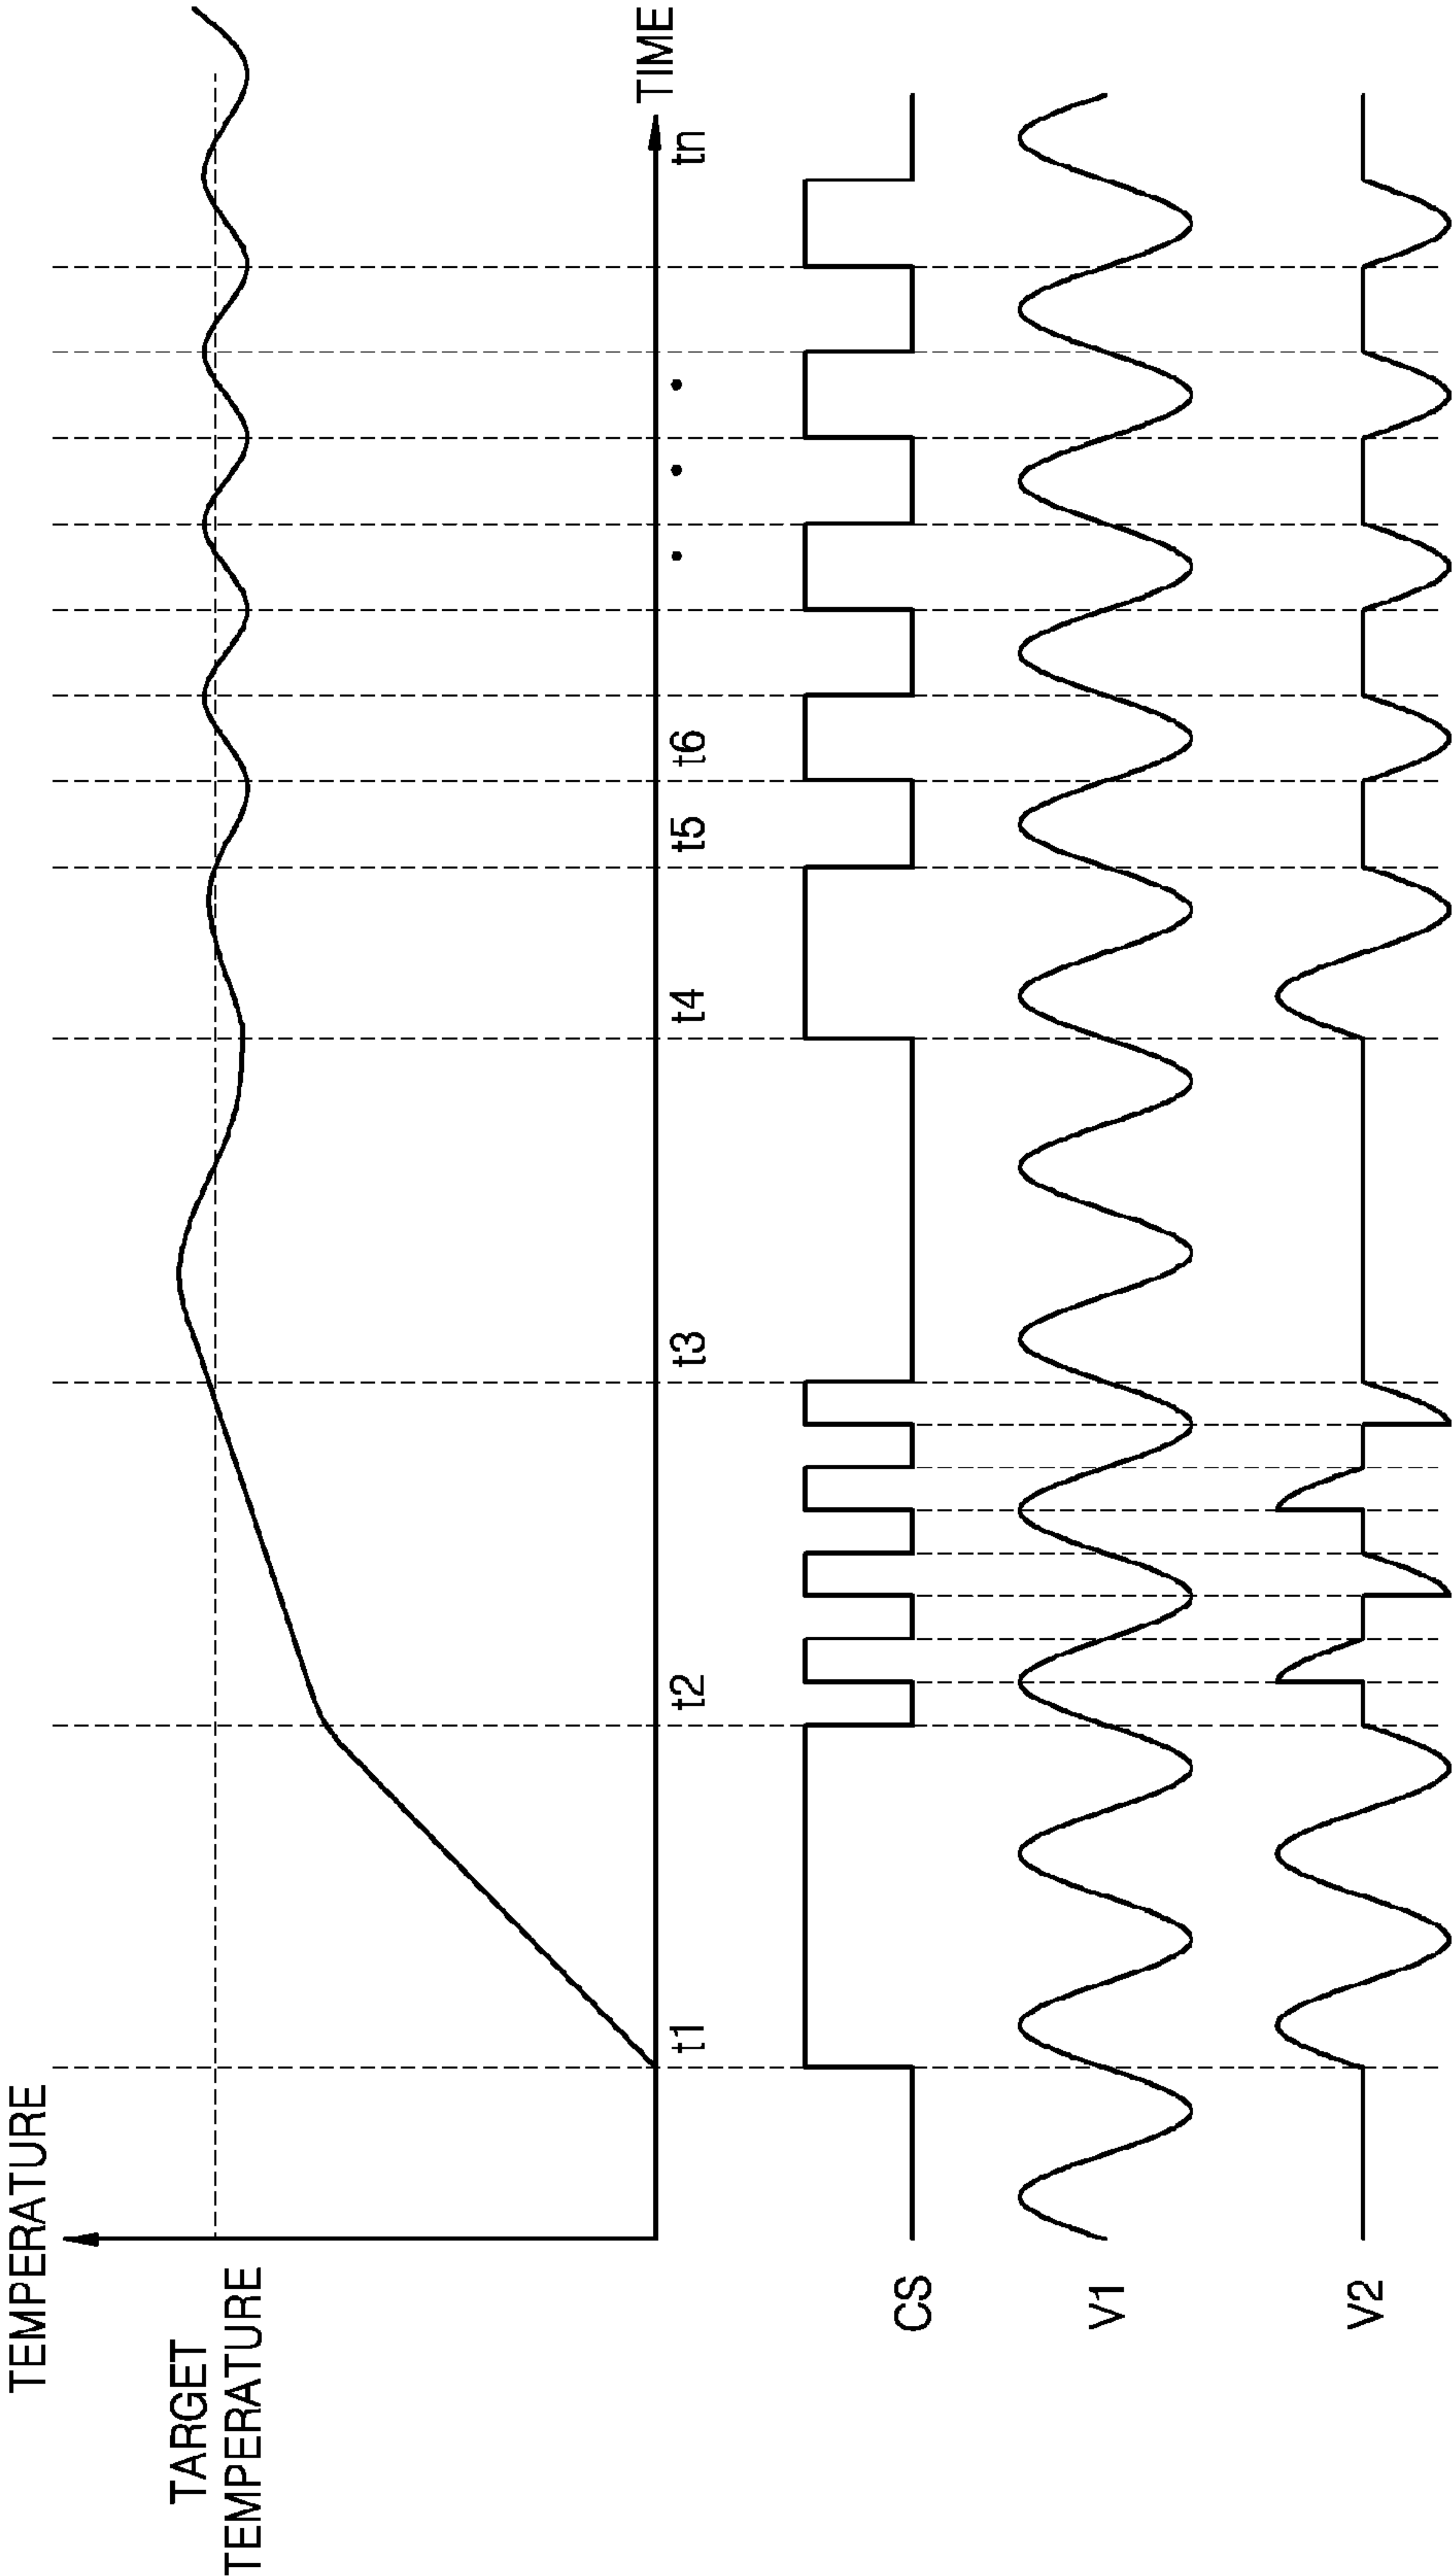 TEMPERATURE
TARGET
TEMPERATURE
t1 t2 t3 t4 t5 t6 • • • tn TIME
CS
V1
V2